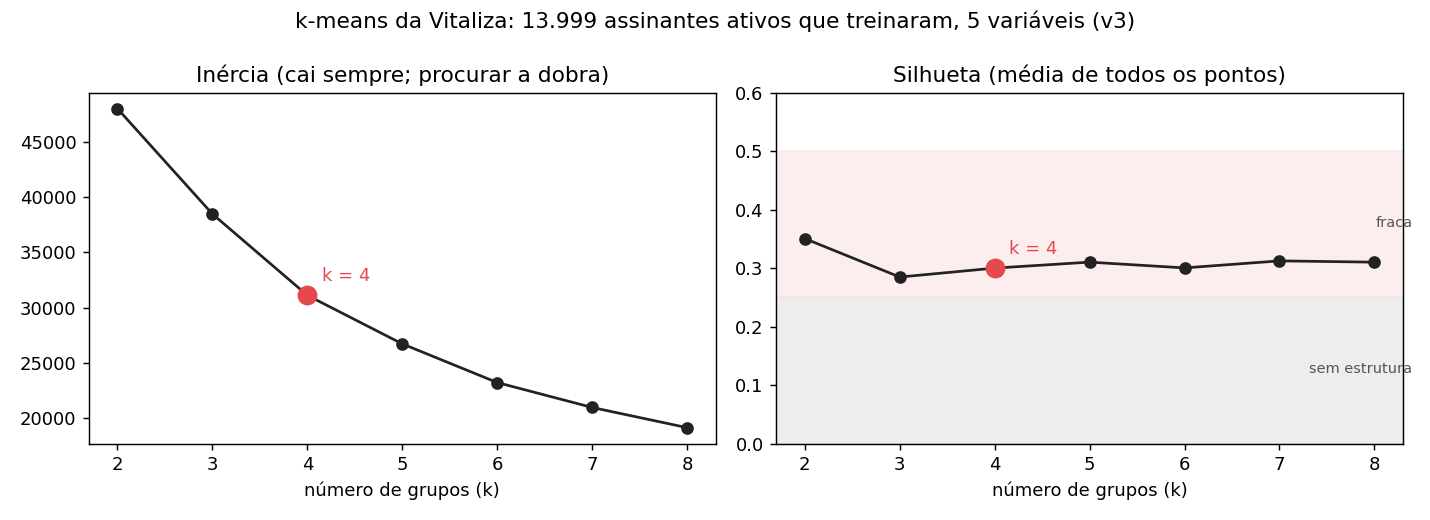 k-means da Vitaliza: 13.999 assinantes ativos que treinaram, 5 variáveis (v3)
Inércia (cai sempre; procurar a dobra)
45000
40000
35000
30000
25000
20000
k = 4
2 3 4 5 6 7 8
número de grupos (k)
Silhueta (média de todos os pontos)
0.6
0.5
0.4
0.3
0.2
0.1
0.0
fraca
k = 4
sem estrutura
2 3 4 5 6 7 8
número de grupos (k)